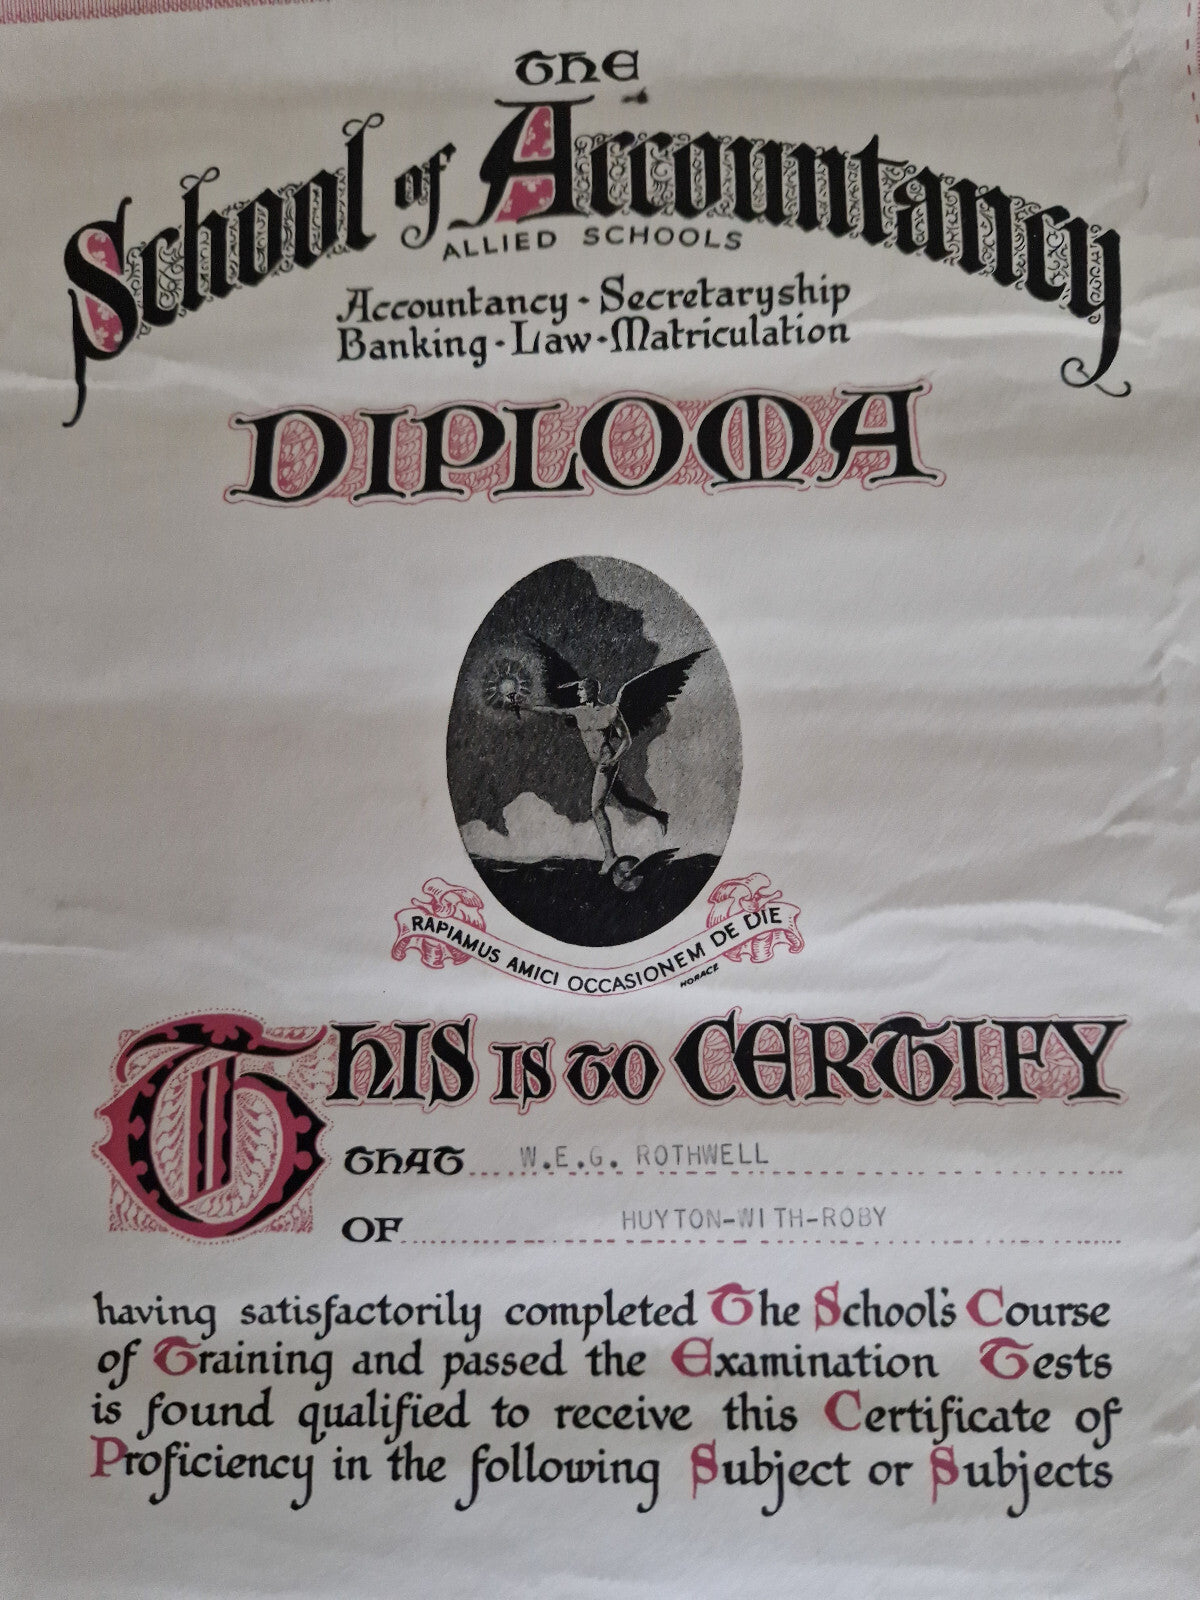 THE
School of Accountancy
ALLIED SCHOOLS
Accountancy - Secretaryship
Banking - Law - Matriculation
DIPLOMA
RAPIAMUS AMICI OCCASIONEM DE DIE
HORACE
THIS IS TO CERTIFY
THAT W.E.G. ROTHWELL
OF HUYTON-WITH-ROBY
having satisfactorily completed The School's Course
of Training and passed the Examination Tests
is found qualified to receive this Certificate of
Proficiency in the following Subject or Subjects